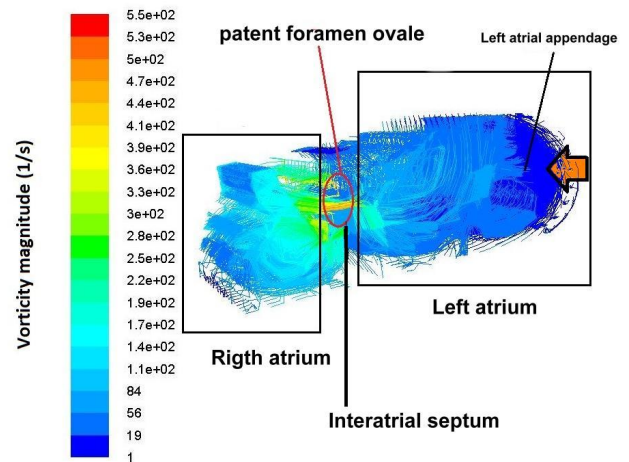 Vorticity magnitude (1/s)
5.5e+02
5.3e+02
5e+02
4.7e+02
4.4e+02
4.1e+02
3.9e+02
3.6e+02
3.3e+02
3e+02
2.8e+02
2.5e+02
2.2e+02
1.9e+02
1.7e+02
1.4e+02
1.1e+02
84
56
19
1
patent foramen ovale
Left atrial appendage
Left atrium
Rigth atrium
Interatrial septum